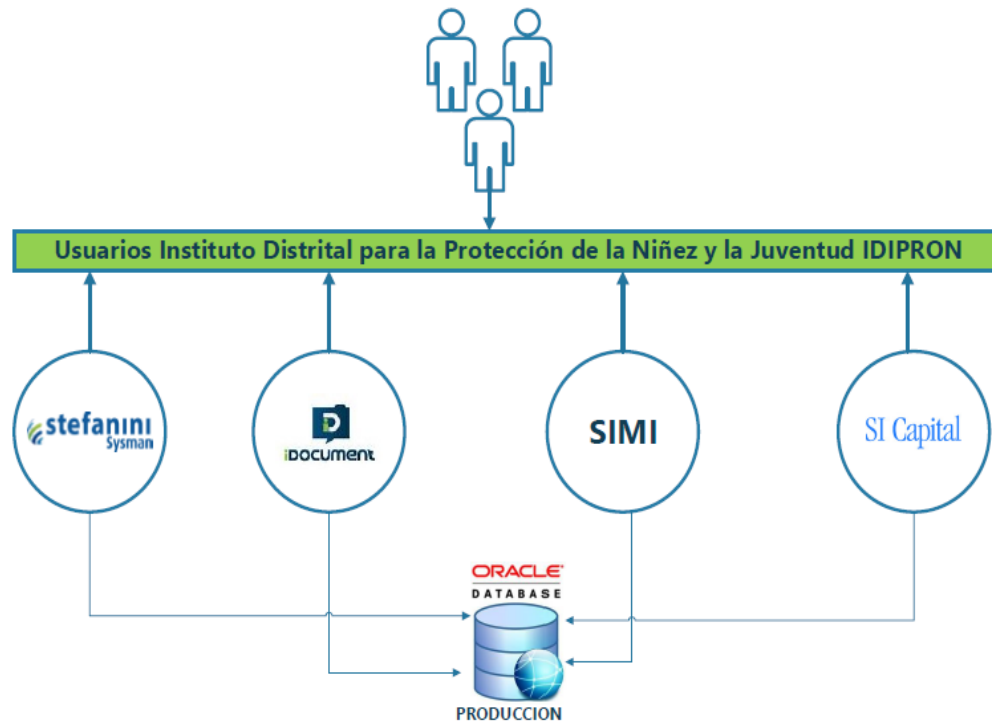 Usuarios Instituto Distrital para la Protección de la Niñez y la Juventud IDIPRON
stefanini
Sysman
iD
iDOCUMENT
SIMI
SI Capital
ORACLE
DATABASE
PRODUCCION